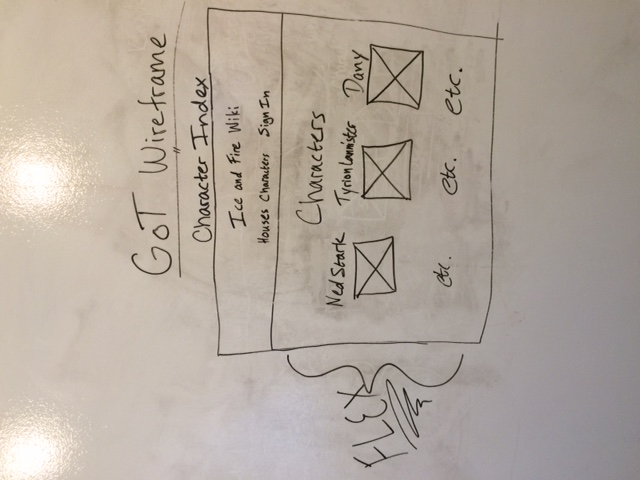 GoT Wireframe
Character Index
Ice and Fire Wiki
Houses Characters Sign In
Characters
Ned Stark Tyrion Lannister Dany
etc. etc. etc.
FLEX